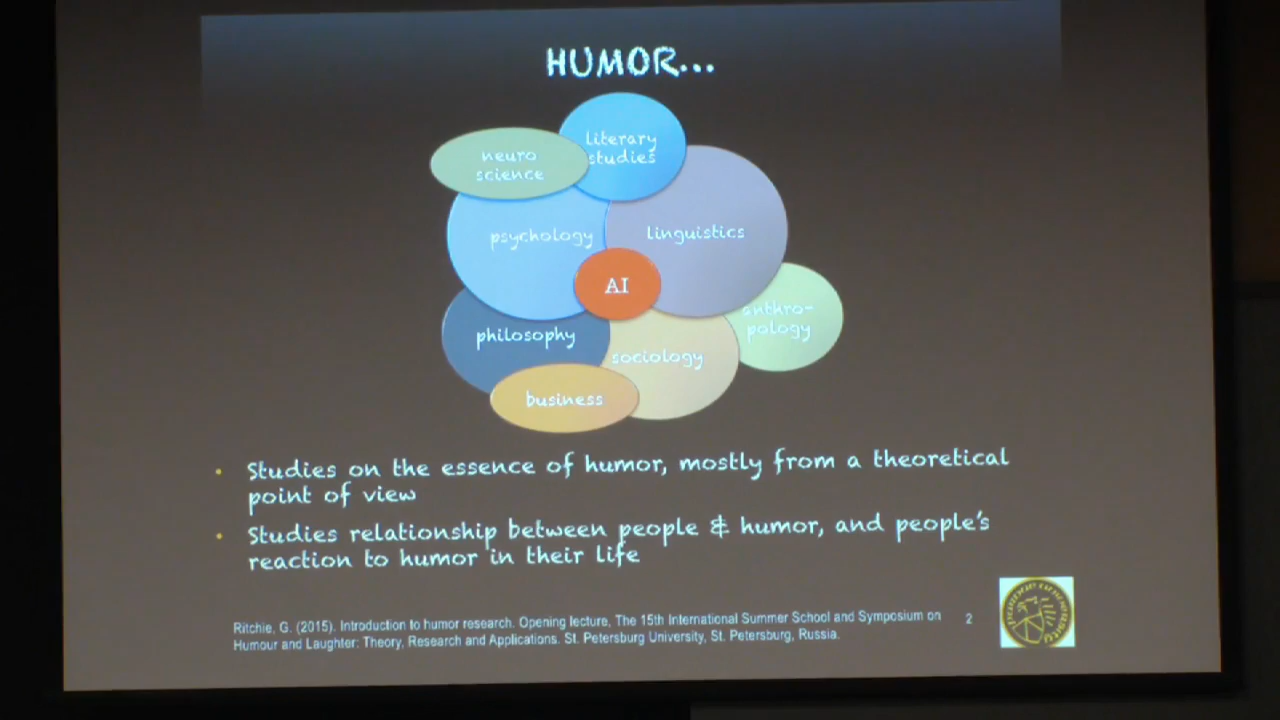 HUMOR...
literary
studies
neuro
science
psychology
linguistics
AI
anthro-
pology
philosophy
sociology
business
• Studies on the essence of humor, mostly from a theoretical
point of view
• Studies relationship between people & humor, and people's
reaction to humor in their life
Ritchie, G. (2015). Introduction to humor research. Opening lecture, The 15th International Summer School and Symposium on
Humour and Laughter: Theory, Research and Applications. St. Petersburg University, St. Petersburg, Russia.
2